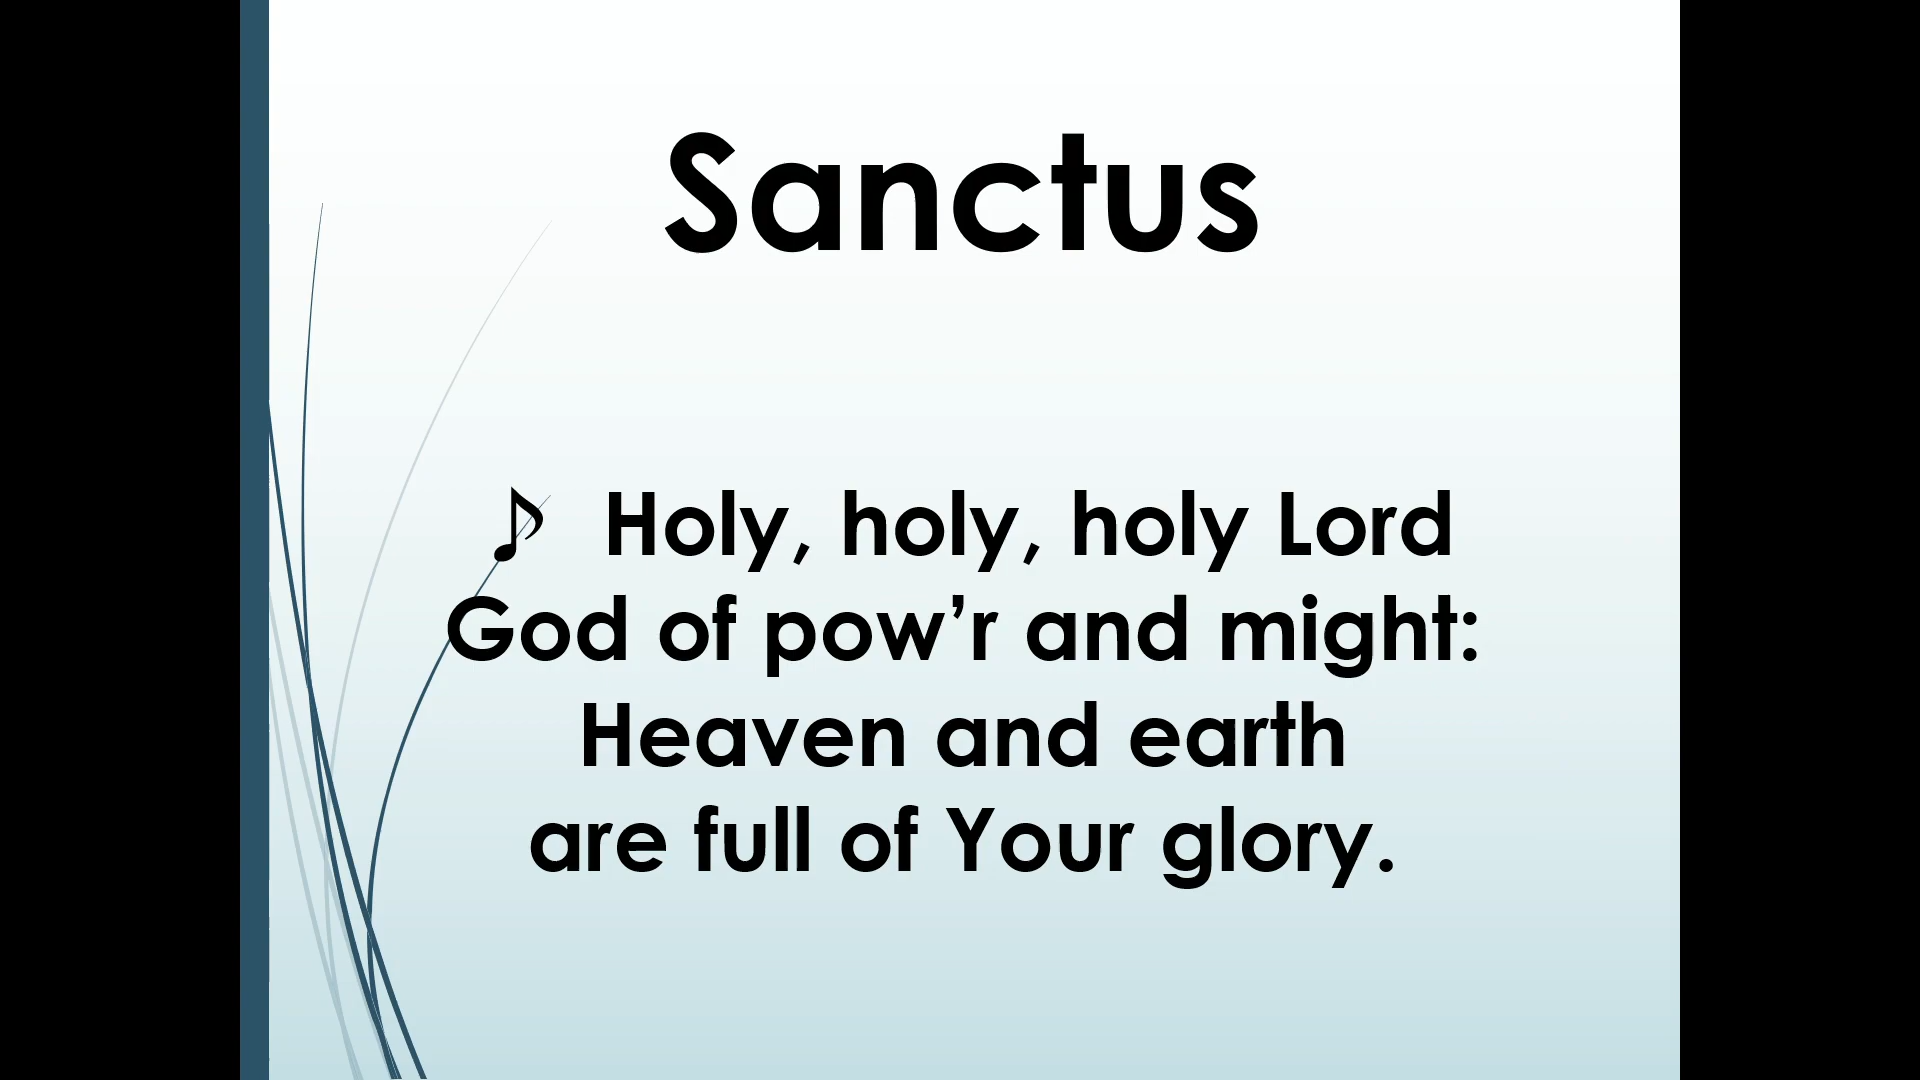 Sanctus
♪ Holy, holy, holy Lord
God of pow’r and might:
Heaven and earth
are full of Your glory.